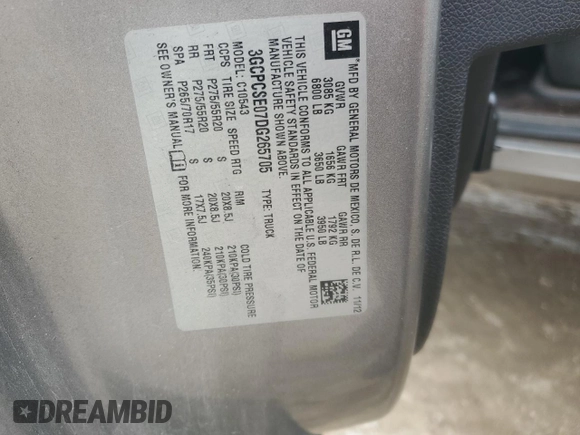 GM
*MFD BY GENERAL MOTORS DE MEXICO, S. DE R.L. DE C.V. 11/12
GVWR GAWR FRT GAWR RR
3085 KG 1656 KG 1792 KG
6800 LB 3650 LB 3950 LB
THIS VEHICLE CONFORMS TO ALL APPLICABLE U.S. FEDERAL MOTOR
VEHICLE SAFETY STANDARDS IN EFFECT ON THE DATE OF
MANUFACTURE SHOWN ABOVE.
3GCPCSE07DG265705 TYPE: TRUCK
MODEL: C10543
CCPS TIRE SIZE SPEED RTG RIM COLD TIRE PRESSURE
FRT P275/55R20 S 20X8.5J 210KPA(30PSI)
RR P275/55R20 S 20X8.5J 210KPA(30PSI)
SPA P265/70R17 S 17X7.5J 240KPA(35PSI)
SEE OWNER'S MANUAL FOR MORE INFORMATION.
DREAMBID